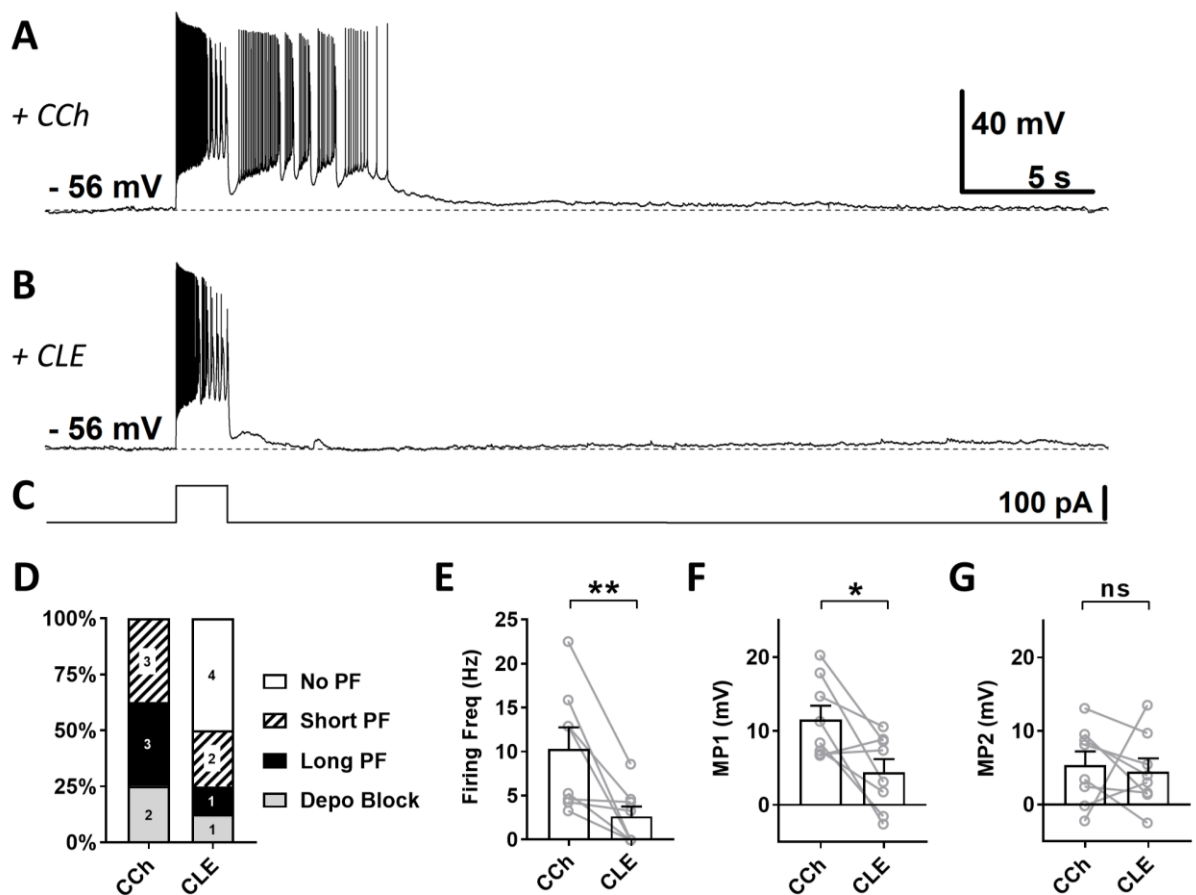 A
+ CCh
40 mV
5 s
- 56 mV
B
+ CLE
- 56 mV
C
100 pA
D
100%
75%
50%
25%
0%
3
3
2
4
2
1
1
CCh
CLE
No PF
Short PF
Long PF
Depo Block
E
**
Firing Freq (Hz)
25
20
15
10
5
0
CCh
CLE
F
*
MP1 (mV)
20
10
0
CCh
CLE
G
ns
MP2 (mV)
20
10
0
CCh
CLE